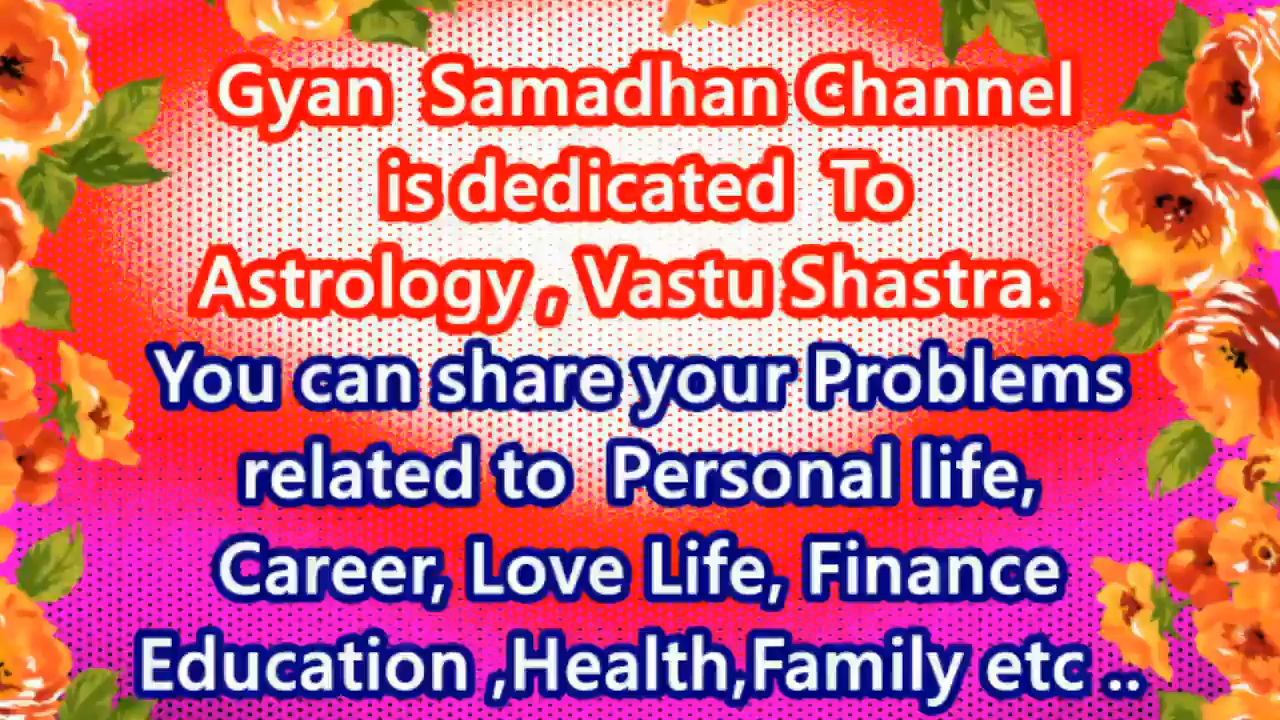 Gyan Samadhan Channel
is dedicated To
Astrology , Vastu Shastra.
You can share your Problems
related to Personal life,
Career, Love Life, Finance
Education ,Health,Family etc ..